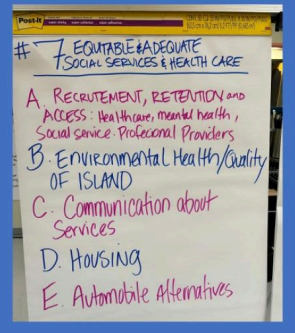 Post-it
# 7 EQUITABLE & ADEQUATE
SOCIAL SERVICES & HEALTH CARE
A. RECRUTEMENT, RETENTION and
ACCESS: Healthcare, mental health,
Social service. Profecional Providers
B. Environmental Health/Quality
OF ISLAND
C. Communication about
Services
D. HOUSING
E. Automobile Alternatives